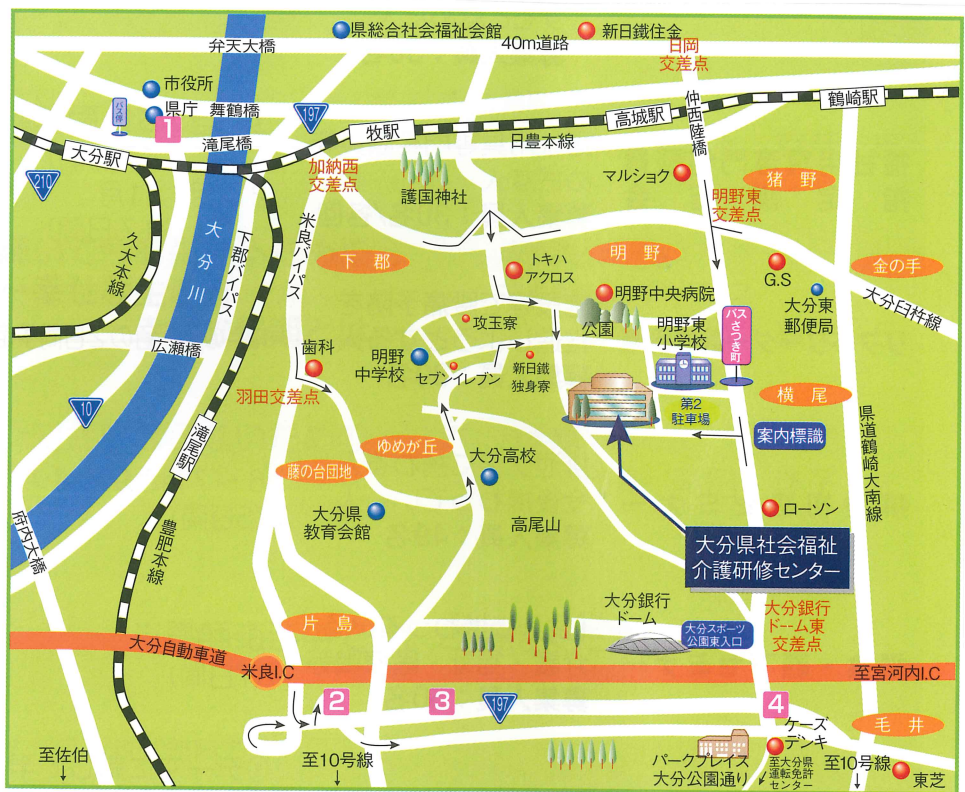 県総合社会福祉会館
新日鐵住金
弁天大橋
40m道路
日岡
交差点
市役所
県庁
舞鶴橋
バス停
1
197
滝尾橋
大分駅
牧駅
高城駅
鶴崎駅
日豊本線
仲西陸橋
210
加納西
交差点
護国神社
マルショク
猪野
明野東
交差点
久大本線
大分川
下郡バイパス
米良バイパス
下郡
明野
トキハ
アクロス
G.S
金の手
大分東
郵便局
大分臼杵線
明野中央病院
公園
明野東
小学校
バス
さつき町
攻玉寮
広瀬橋
歯科
明野
中学校
セブンイレブン
新日鐵
独身寮
羽田交差点
10
第2
駐車場
横尾
案内標識
県道鶴崎大南線
滝尾駅
ゆめが丘
藤の台団地
大分高校
大分県
教育会館
高尾山
ローソン
府内大橋
豊肥本線
大分県社会福祉
介護研修センター
大分銀行
ドーム
大分スポーツ
公園東入口
大分銀行
ドーム東
交差点
片島
大分自動車道
米良I.C
至宮河内I.C
2
3
197
4
毛井
ケーズ
デンキ
至佐伯
至10号線
パークプレイス
大分公園通り
至大分県
運転免許
センター
至10号線
東芝